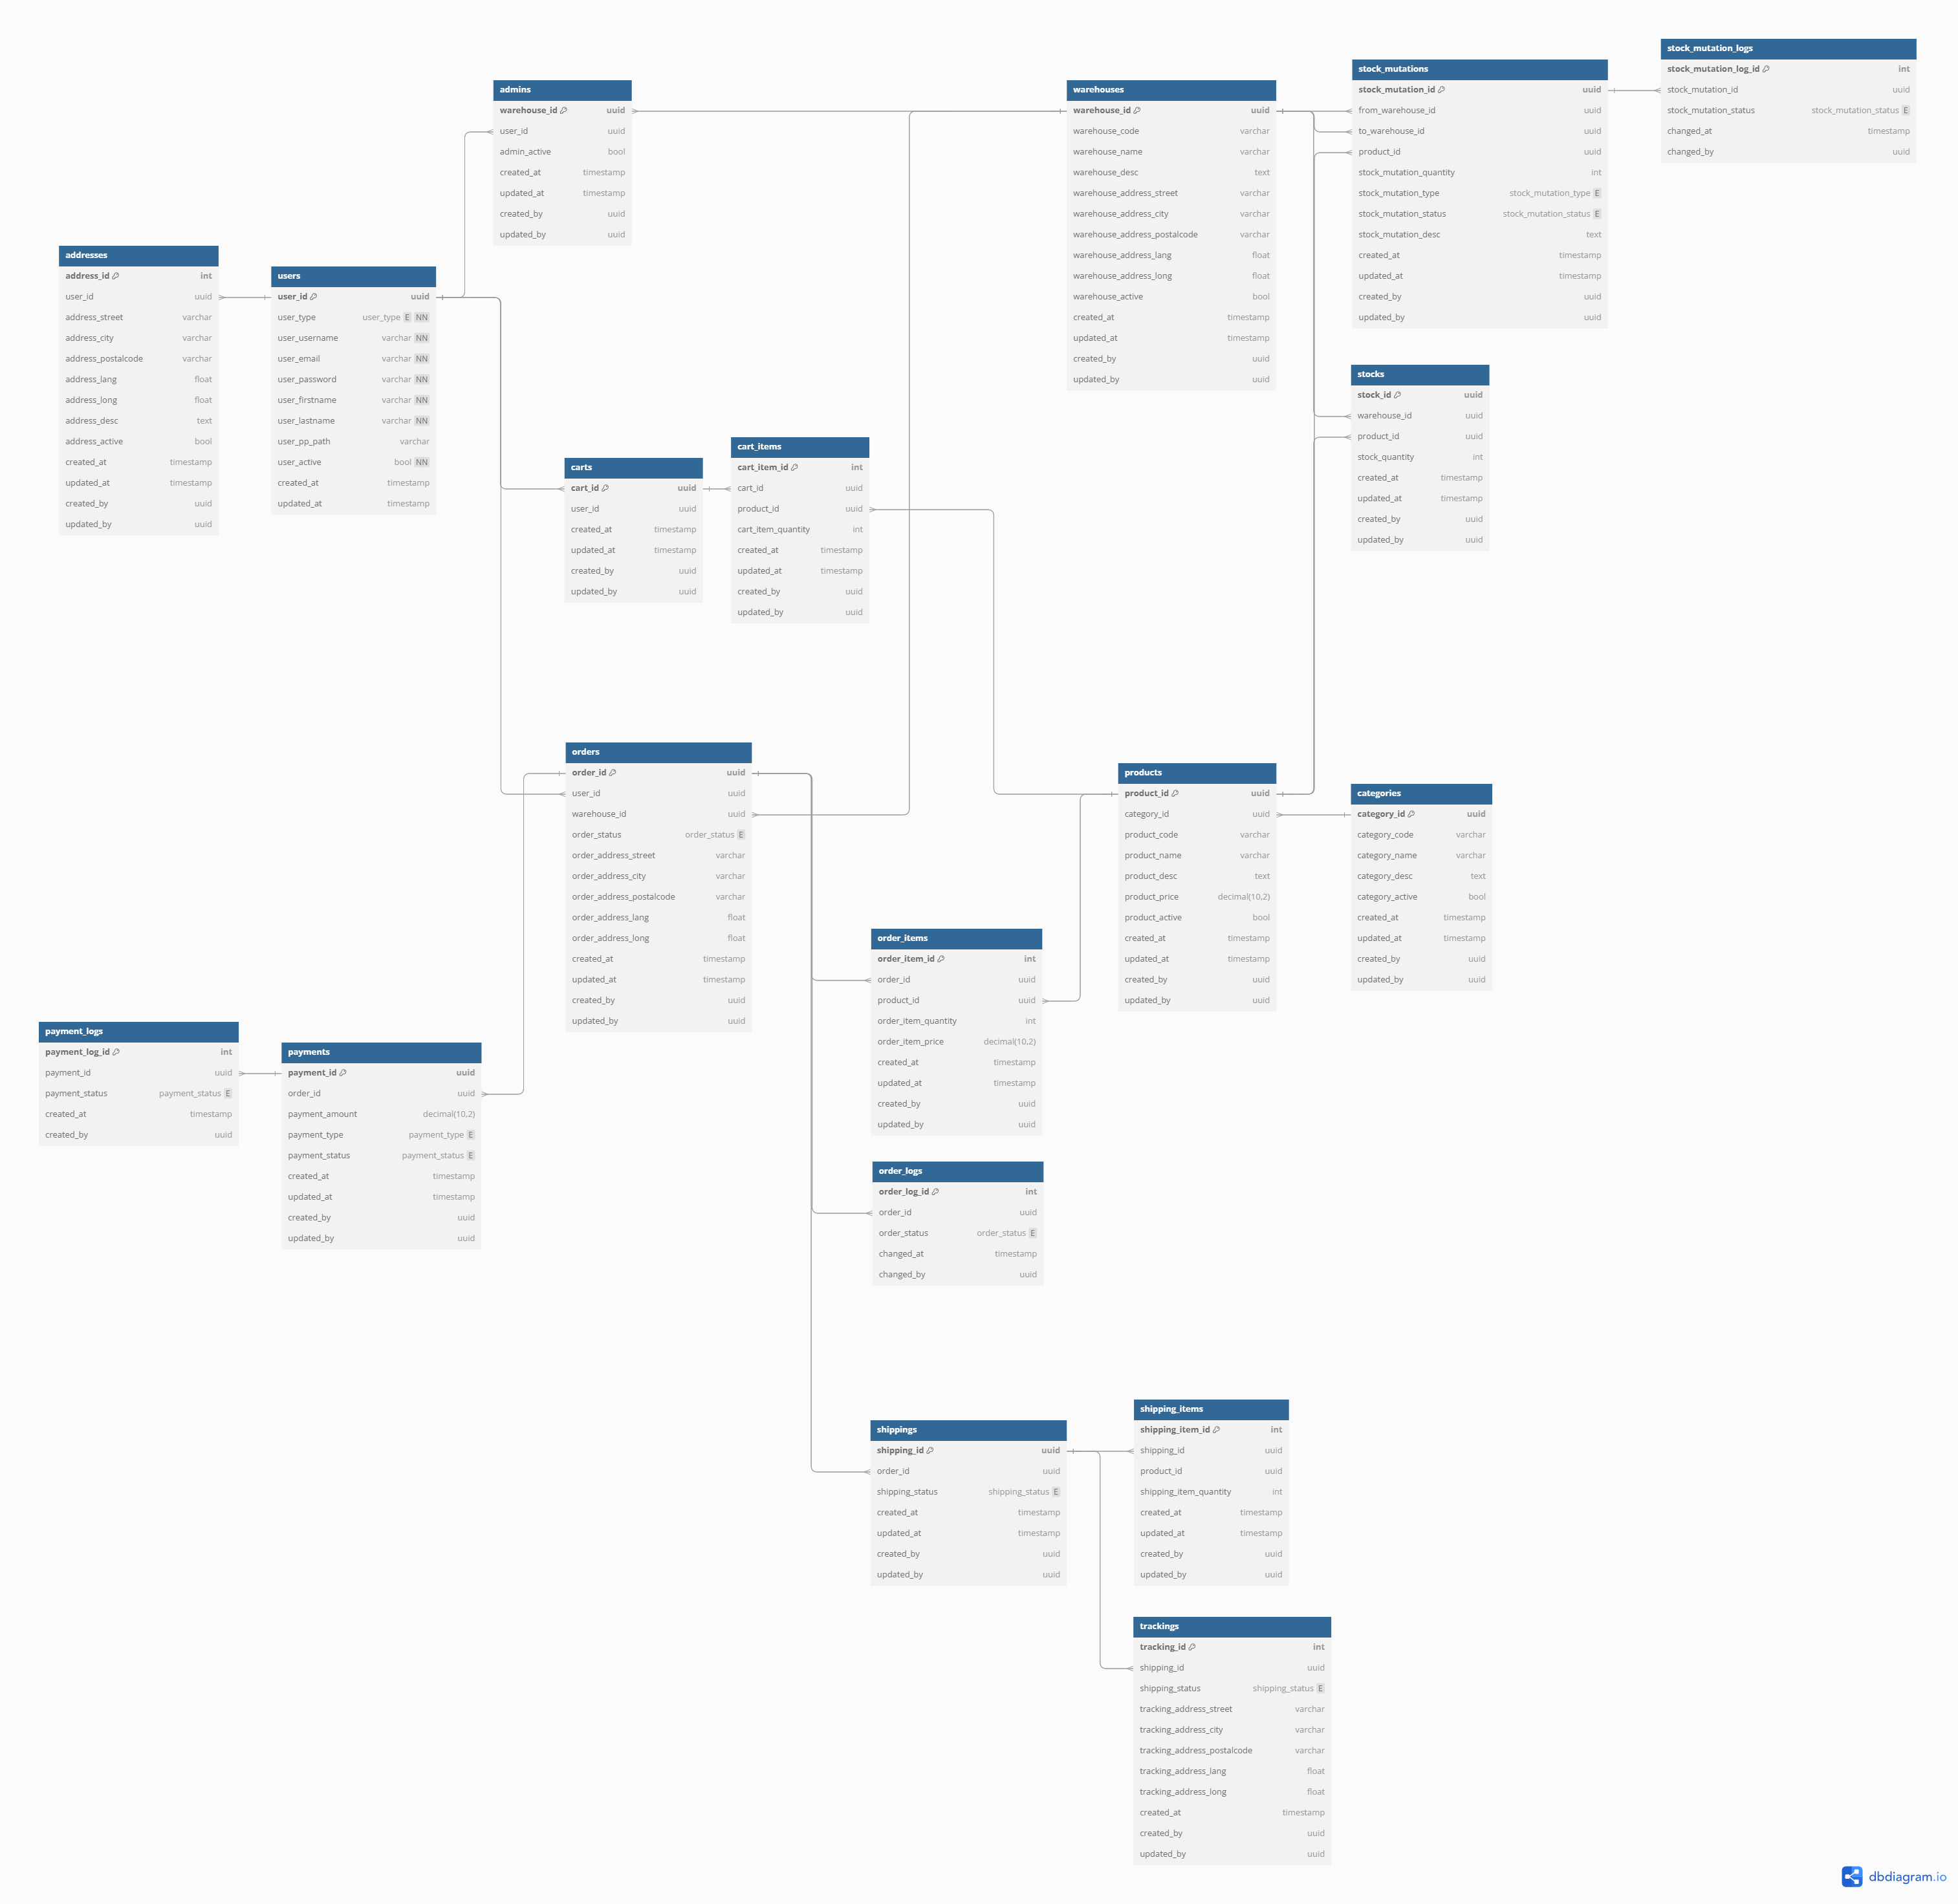 stock_mutation_logs
stock_mutation_log_id int
stock_mutation_id uuid
stock_mutation_status stock_mutation_status E
changed_at timestamp
changed_by uuid
stock_mutations
stock_mutation_id uuid
from_warehouse_id uuid
to_warehouse_id uuid
product_id uuid
stock_mutation_quantity int
stock_mutation_type stock_mutation_type E
stock_mutation_status stock_mutation_status E
stock_mutation_desc text
created_at timestamp
updated_at timestamp
created_by uuid
updated_by uuid
admins
warehouse_id uuid
user_id uuid
admin_active bool
created_at timestamp
updated_at timestamp
created_by uuid
updated_by uuid
warehouses
warehouse_id uuid
warehouse_code varchar
warehouse_name varchar
warehouse_desc text
warehouse_address_street varchar
warehouse_address_city varchar
warehouse_address_postalcode varchar
warehouse_address_lang float
warehouse_address_long float
warehouse_active bool
created_at timestamp
updated_at timestamp
created_by uuid
updated_by uuid
addresses
address_id int
user_id uuid
address_street varchar
address_city varchar
address_postalcode varchar
address_lang float
address_long float
address_desc text
address_active bool
created_at timestamp
updated_at timestamp
created_by uuid
updated_by uuid
users
user_id uuid
user_type user_type E NN
user_username varchar NN
user_email varchar NN
user_password varchar NN
user_firstname varchar NN
user_lastname varchar NN
user_pp_path varchar
user_active bool NN
created_at timestamp
updated_at timestamp
stocks
stock_id uuid
warehouse_id uuid
product_id uuid
stock_quantity int
created_at timestamp
updated_at timestamp
created_by uuid
updated_by uuid
cart_items
cart_item_id int
cart_id uuid
product_id uuid
cart_item_quantity int
created_at timestamp
updated_at timestamp
created_by uuid
updated_by uuid
carts
cart_id uuid
user_id uuid
created_at timestamp
updated_at timestamp
created_by uuid
updated_by uuid
orders
order_id uuid
user_id uuid
warehouse_id uuid
order_status order_status E
order_address_street varchar
order_address_city varchar
order_address_postalcode varchar
order_address_lang float
order_address_long float
created_at timestamp
updated_at timestamp
created_by uuid
updated_by uuid
products
product_id uuid
category_id uuid
product_code varchar
product_name varchar
product_desc text
product_price decimal(10,2)
product_active bool
created_at timestamp
updated_at timestamp
created_by uuid
updated_by uuid
categories
category_id uuid
category_code varchar
category_name varchar
category_desc text
category_active bool
created_at timestamp
updated_at timestamp
created_by uuid
updated_by uuid
order_items
order_item_id int
order_id uuid
product_id uuid
order_item_quantity int
order_item_price decimal(10,2)
created_at timestamp
updated_at timestamp
created_by uuid
updated_by uuid
payment_logs
payment_log_id int
payment_id uuid
payment_status payment_status E
created_at timestamp
created_by uuid
payments
payment_id uuid
order_id uuid
payment_amount decimal(10,2)
payment_type payment_type E
payment_status payment_status E
created_at timestamp
updated_at timestamp
created_by uuid
updated_by uuid
order_logs
order_log_id int
order_id uuid
order_status order_status E
changed_at timestamp
changed_by uuid
shippings
shipping_id uuid
order_id uuid
shipping_status shipping_status E
created_at timestamp
updated_at timestamp
created_by uuid
updated_by uuid
shipping_items
shipping_item_id int
shipping_id uuid
product_id uuid
shipping_item_quantity int
created_at timestamp
updated_at timestamp
created_by uuid
updated_by uuid
trackings
tracking_id int
shipping_id uuid
shipping_status shipping_status E
tracking_address_street varchar
tracking_address_city varchar
tracking_address_postalcode varchar
tracking_address_lang float
tracking_address_long float
created_at timestamp
created_by uuid
updated_by uuid
dbdiagram.io